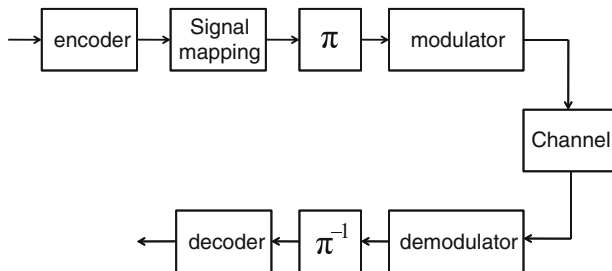 encoder
Signal
mapping
π
modulator
Channel
decoder
π⁻¹
demodulator